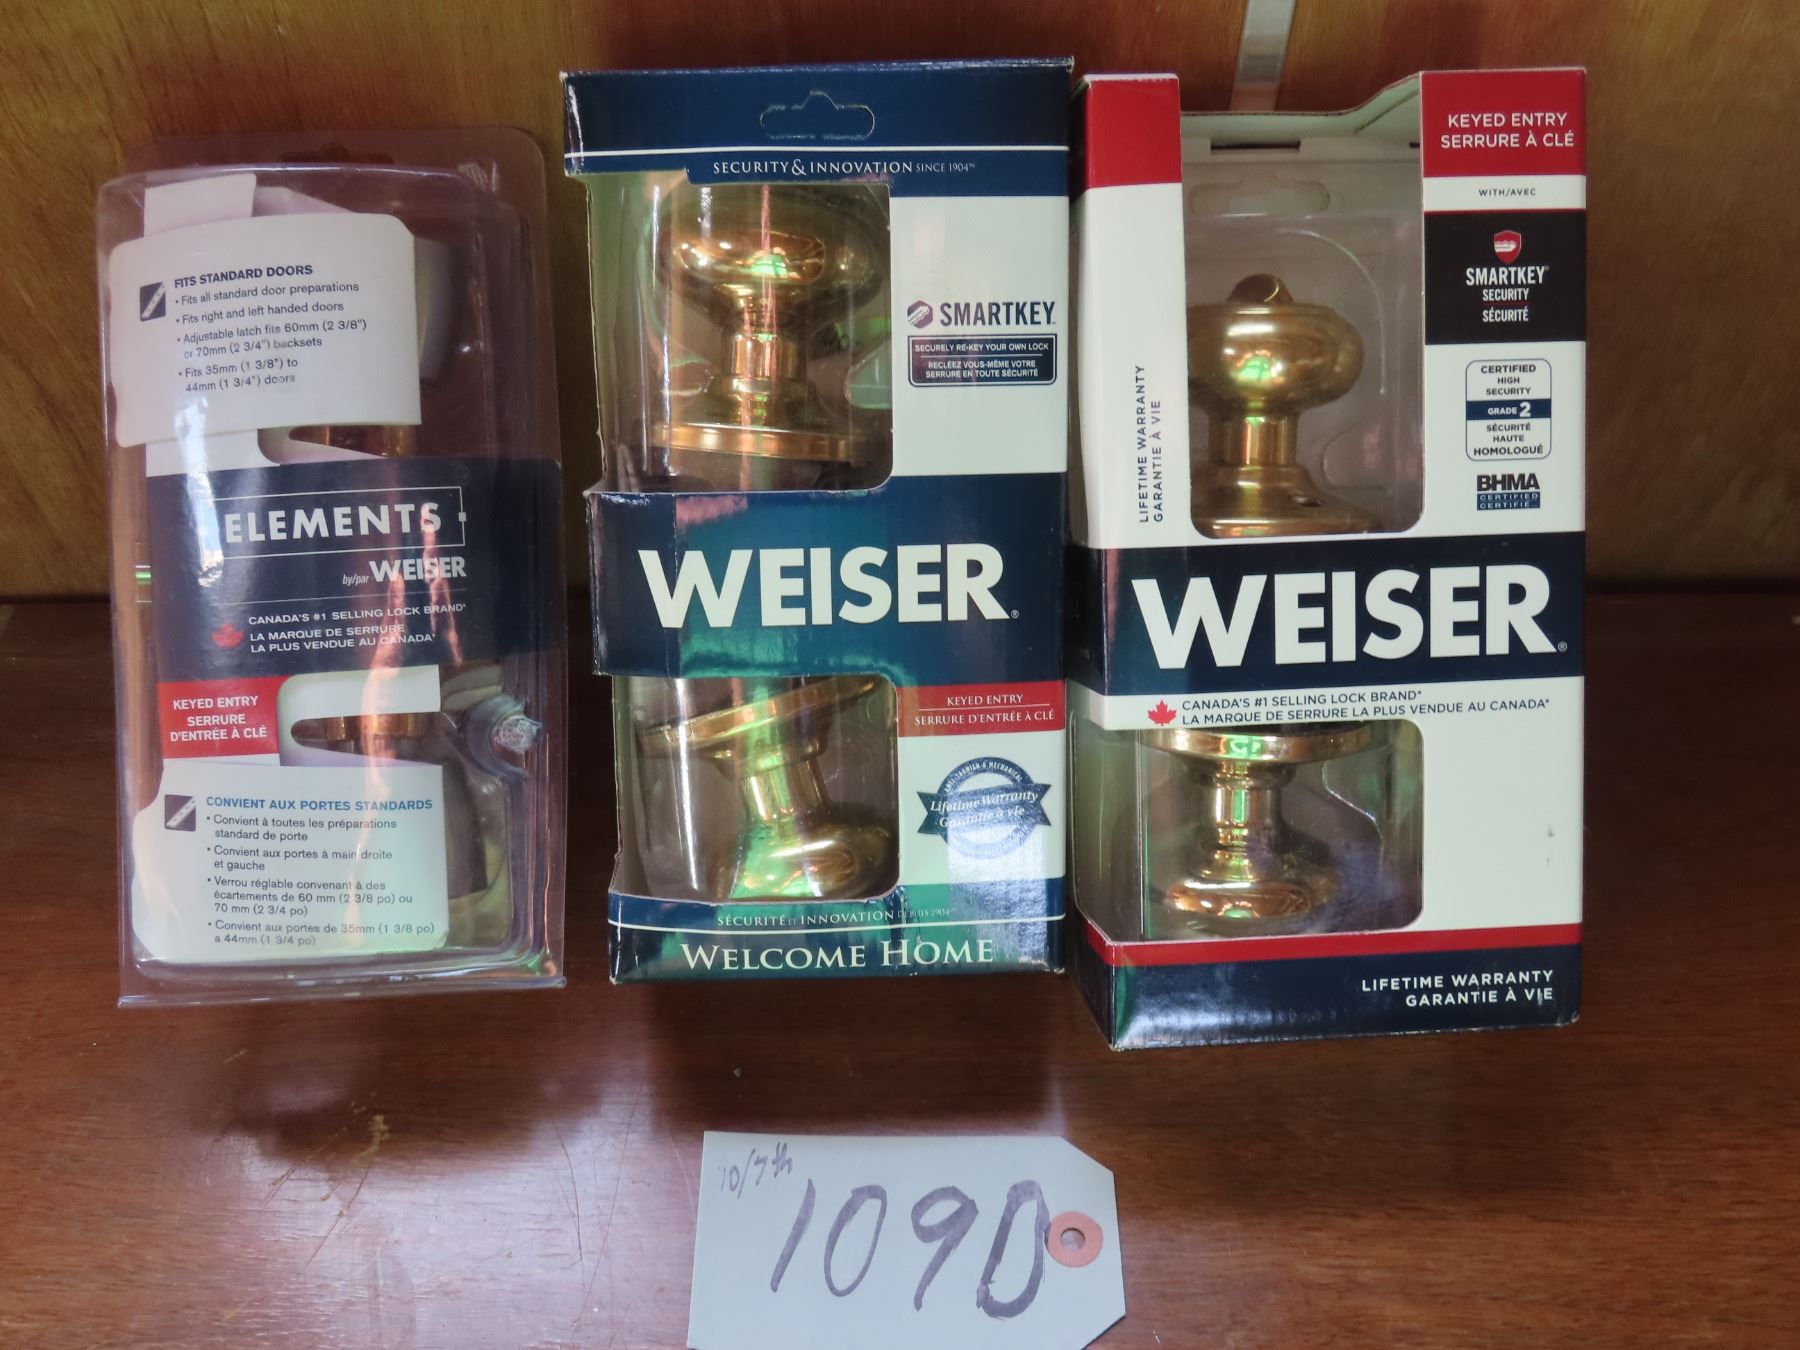 FITS STANDARD DOORS
• Fits all standard door preparations
• Fits right and left handed doors
• Adjustable latch fits 60mm (2 3/8")
or 70mm (2 3/4") backsets
• Fits 35mm (1 3/8") to
44mm (1 3/4") doors
ELEMENTS
by/par WEISER
CANADA'S #1 SELLING LOCK BRAND*
LA MARQUE DE SERRURE
LA PLUS VENDUE AU CANADA*
KEYED ENTRY
SERRURE
D'ENTRÉE À CLÉ
CONVIENT AUX PORTES STANDARDS
• Convient à toutes les préparations
standard de porte
• Convient aux portes à main droite
et gauche
• Verrou réglable convenant à des
écartements de 60 mm (2 3/8 po) ou
70 mm (2 3/4 po)
• Convient aux portes de 35mm (1 3/8 po)
a 44mm (1 3/4 po)
SECURITY & INNOVATION SINCE 1904™
SMARTKEY™
SECURELY RE-KEY YOUR OWN LOCK
RECLÉEZ VOUS-MÊME VOTRE
SERRURE EN TOUTE SÉCURITÉ
WEISER®
KEYED ENTRY
SERRURE D'ENTRÉE À CLÉ
Lifetime Warranty
Garantie à vie
SÉCURITÉ ET INNOVATION DEPUIS 1904™
WELCOME HOME
KEYED ENTRY
SERRURE À CLÉ
WITH/AVEC
SMARTKEY®
SECURITY
SÉCURITÉ
LIFETIME WARRANTY
GARANTIE À VIE
CERTIFIED
HIGH
SECURITY
GRADE 2
SÉCURITÉ
HAUTE
HOMOLOGUÉ
BHMA
CERTIFIED
CERTIFIÉ
WEISER®
CANADA'S #1 SELLING LOCK BRAND*
LA MARQUE DE SERRURE LA PLUS VENDUE AU CANADA*
LIFETIME WARRANTY
GARANTIE À VIE
10/7th
109D